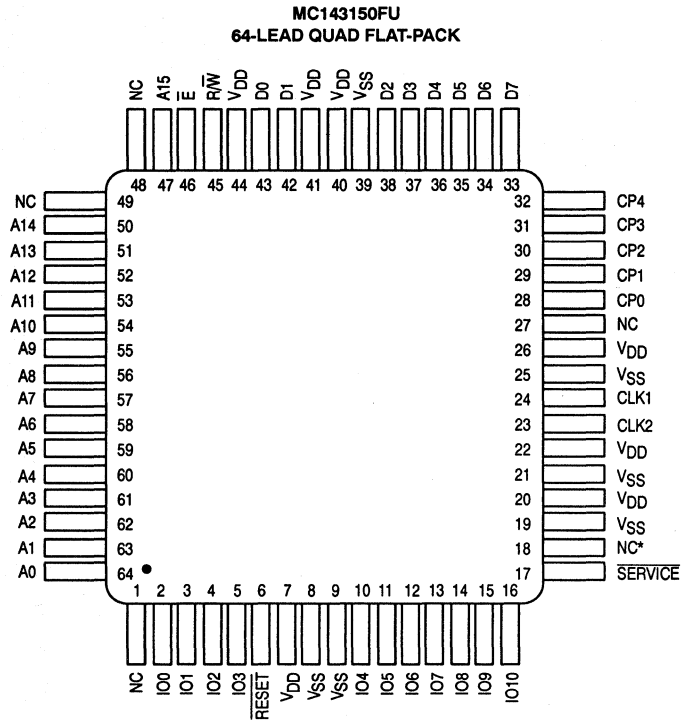 MC143150FU
64-LEAD QUAD FLAT-PACK
NC A15 E̅ R/W̅ VDD D0 D1 VDD VDD VSS D2 D3 D4 D5 D6 D7
48 47 46 45 44 43 42 41 40 39 38 37 36 35 34 33
NC 49 32 CP4
A14 50 31 CP3
A13 51 30 CP2
A12 52 29 CP1
A11 53 28 CP0
A10 54 27 NC
A9 55 26 VDD
A8 56 25 VSS
A7 57 24 CLK1
A6 58 23 CLK2
A5 59 22 VDD
A4 60 21 VSS
A3 61 20 VDD
A2 62 19 VSS
A1 63 18 NC*
A0 64 17 SERVICE
1 2 3 4 5 6 7 8 9 10 11 12 13 14 15 16
NC IO0 IO1 IO2 IO3 RESET VDD VSS VSS IO4 IO5 IO6 IO7 IO8 IO9 IO10